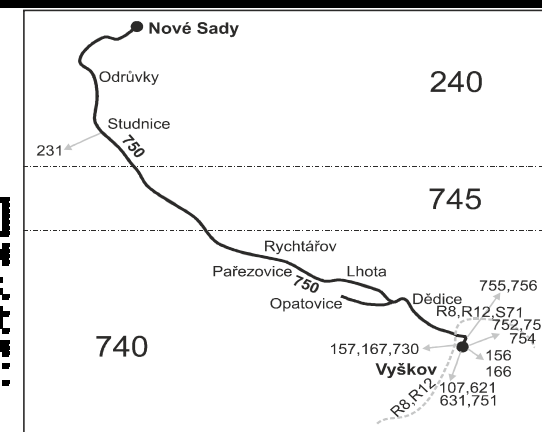 Nové Sady
Odrůvky
240
Studnice
750
231
745
Rychtářov
Pařezovice
Lhota
750
755,756
Opatovice
Dědice
R8,R12,S71
752,75
754
740
157,167,730
156
Vyškov
166
R8,R12
107,621
631,751